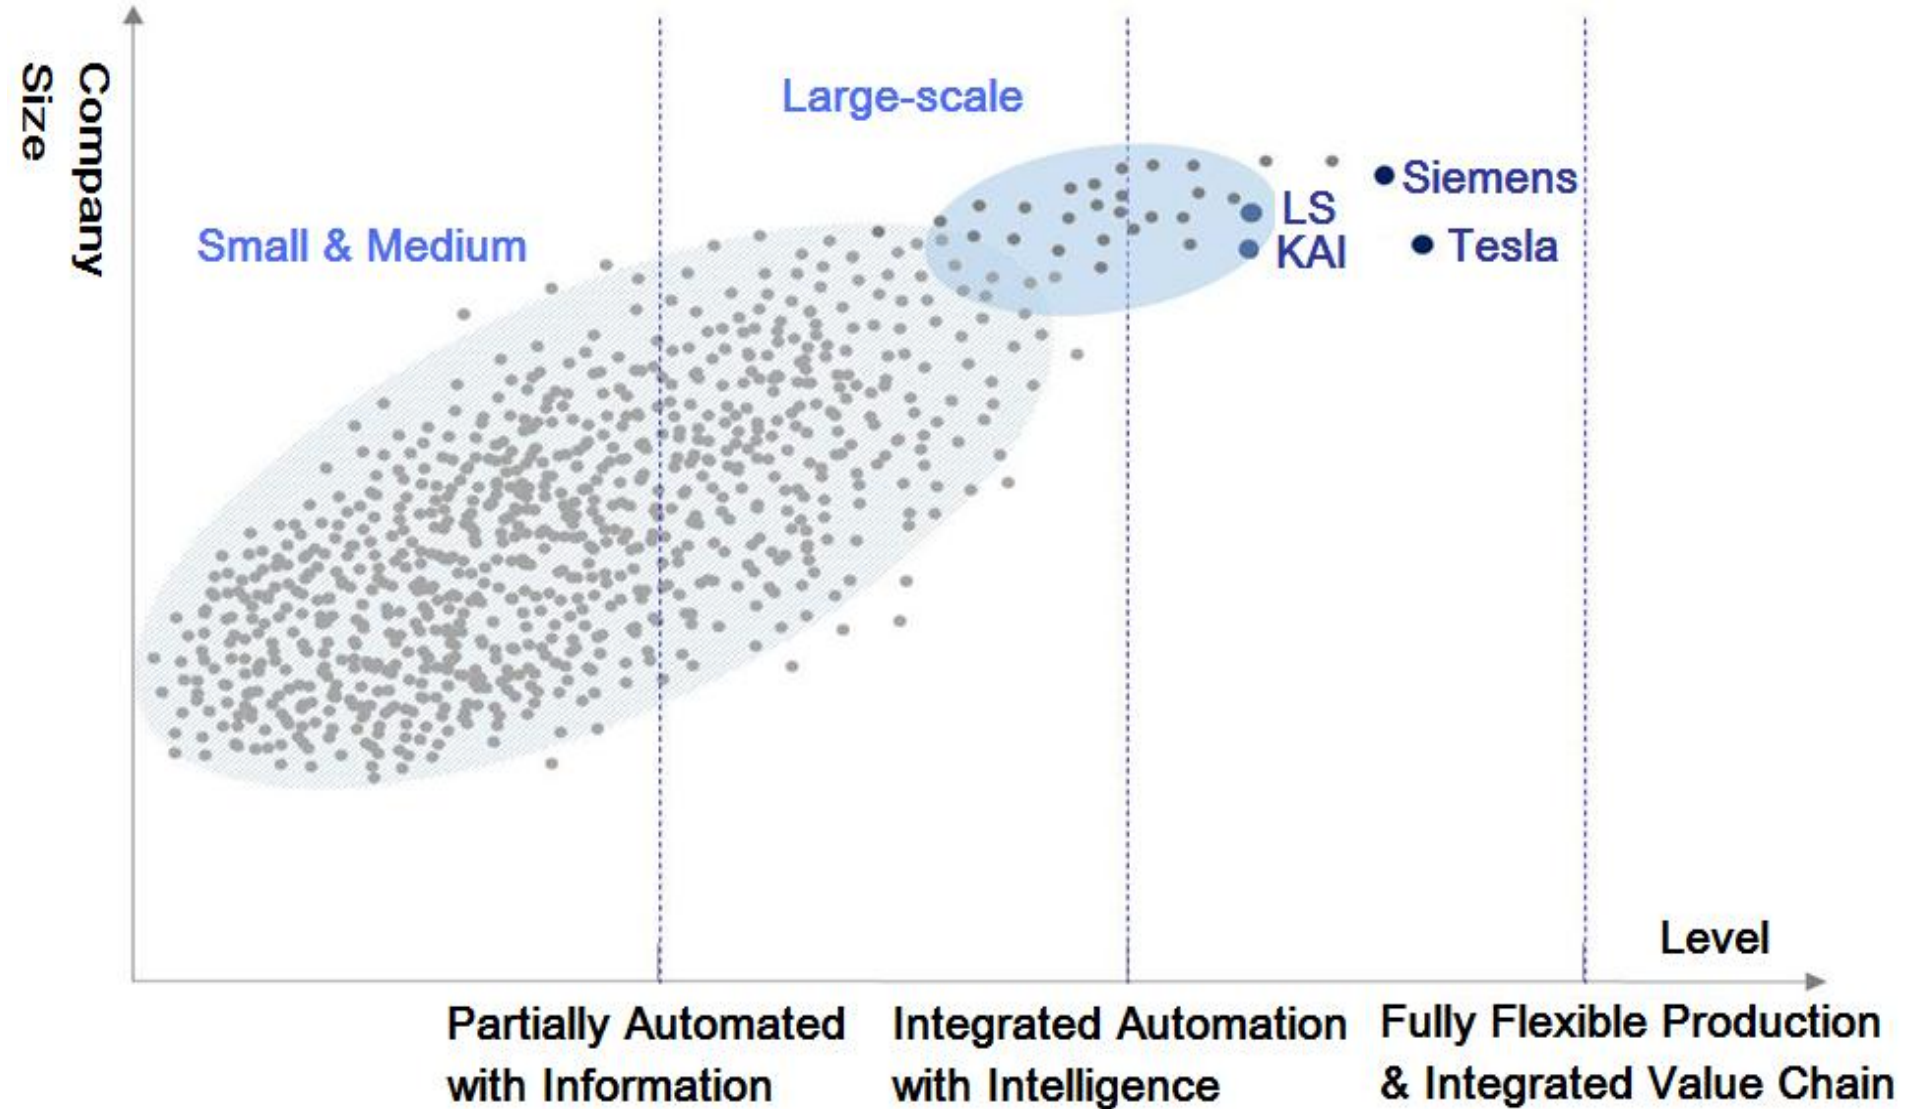 Company
Size
Large-scale
Small & Medium
Siemens
LS
KAI
Tesla
Level
Partially Automated
with Information
Integrated Automation
with Intelligence
Fully Flexible Production
& Integrated Value Chain